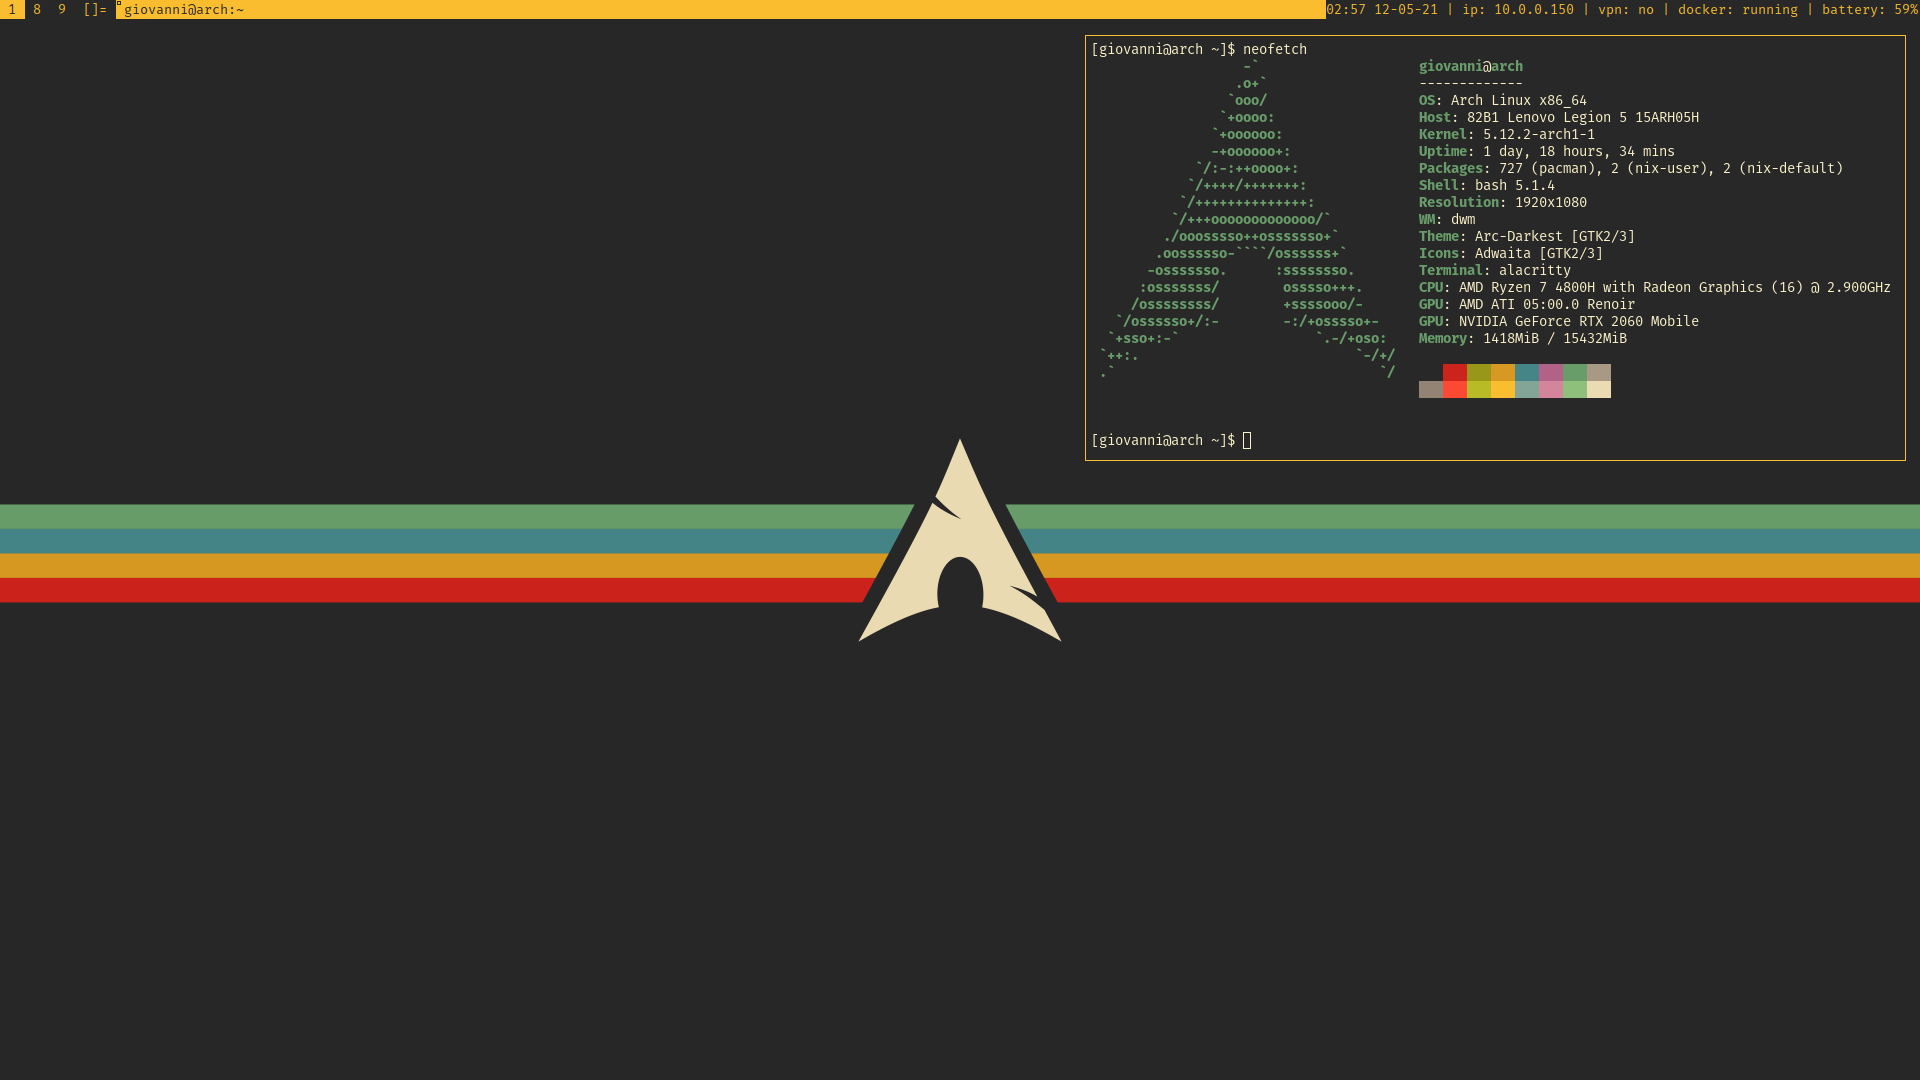 1 8 9 []= giovanni@arch:~ 02:57 12-05-21 | ip: 10.0.0.150 | vpn: no | docker: running | battery: 59%
[giovanni@arch ~]$ neofetch
-` giovanni@arch
.o+` -------------
`ooo/ OS: Arch Linux x86_64
`+oooo: Host: 82B1 Lenovo Legion 5 15ARH05H
`+oooooo: Kernel: 5.12.2-arch1-1
-+oooooo+: Uptime: 1 day, 18 hours, 34 mins
`/:-:++oooo+: Packages: 727 (pacman), 2 (nix-user), 2 (nix-default)
`/++++/+++++++: Shell: bash 5.1.4
`/++++++++++++++: Resolution: 1920x1080
`/+++ooooooooooooo/` WM: dwm
./ooosssso++osssssso+` Theme: Arc-Darkest [GTK2/3]
.oossssso-````/ossssss+` Icons: Adwaita [GTK2/3]
-osssssso. :ssssssso. Terminal: alacritty
:osssssss/ osssso+++. CPU: AMD Ryzen 7 4800H with Radeon Graphics (16) @ 2.900GHz
/ossssssss/ +ssssooo/- GPU: AMD ATI 05:00.0 Renoir
`/ossssso+/:- -:/+osssso+- GPU: NVIDIA GeForce RTX 2060 Mobile
`+sso+:-` `.-/+oso: Memory: 1418MiB / 15432MiB
`++:. `-/+/
.` `/
[giovanni@arch ~]$